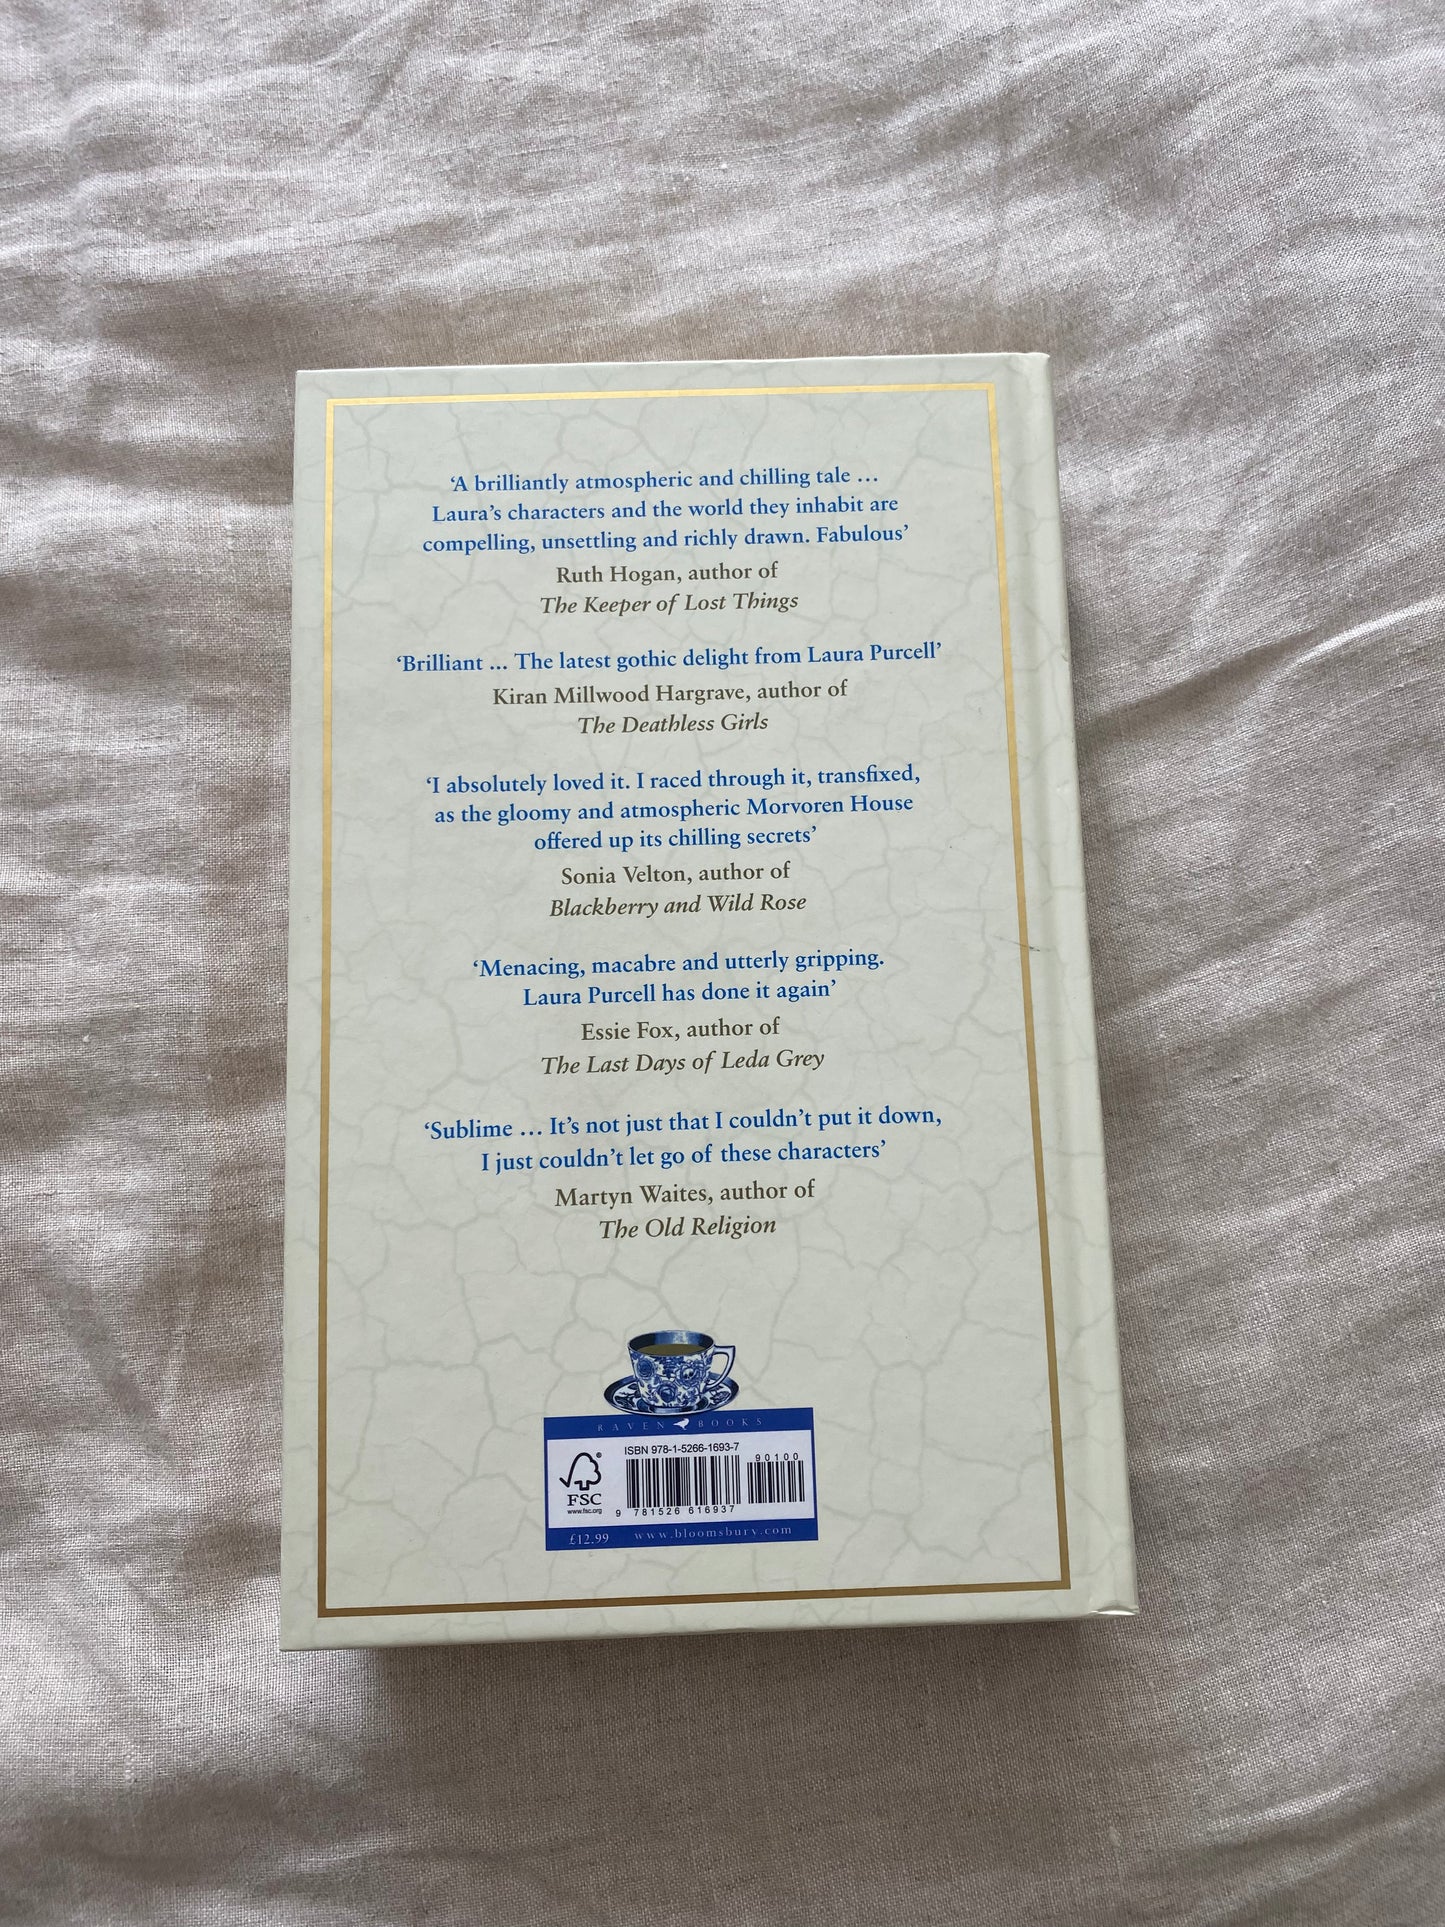 ‘A brilliantly atmospheric and chilling tale …
Laura’s characters and the world they inhabit are
compelling, unsettling and richly drawn. Fabulous’
Ruth Hogan, author of
The Keeper of Lost Things
‘Brilliant ... The latest gothic delight from Laura Purcell’
Kiran Millwood Hargrave, author of
The Deathless Girls
‘I absolutely loved it. I raced through it, transfixed,
as the gloomy and atmospheric Morvoren House
offered up its chilling secrets’
Sonia Velton, author of
Blackberry and Wild Rose
‘Menacing, macabre and utterly gripping.
Laura Purcell has done it again’
Essie Fox, author of
The Last Days of Leda Grey
‘Sublime … It’s not just that I couldn’t put it down,
I just couldn’t let go of these characters’
Martyn Waites, author of
The Old Religion
RAVEN BOOKS
ISBN 978-1-5266-1693-7
90100
FSC
www.fsc.org
9 781526 616937
£12.99 www.bloomsbury.com